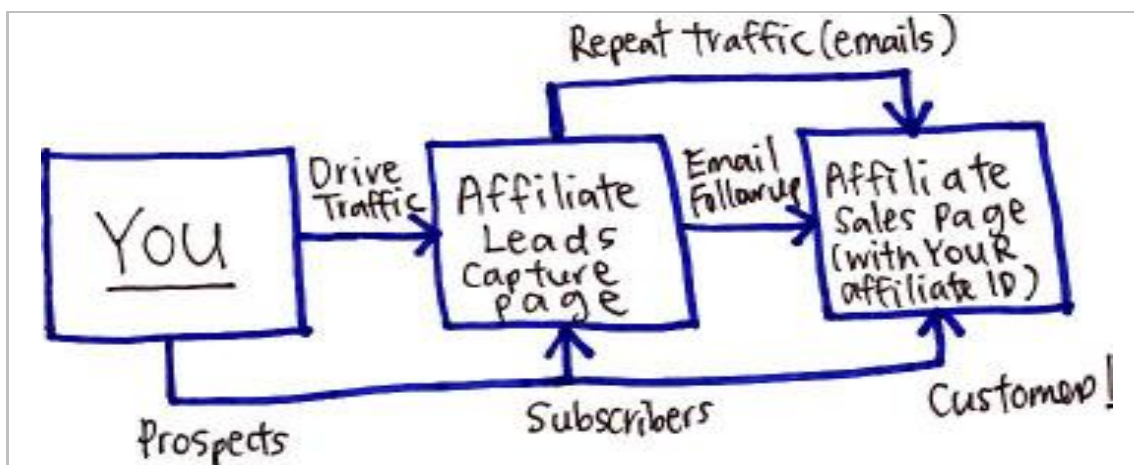 Repeat traffic (emails)
You
Drive
Traffic
Affiliate
Leads
Capture
page
Email
Followup
Affiliate
Sales Page
(with YOUR
affiliate ID)
Prospects
Subscribers
Customer!